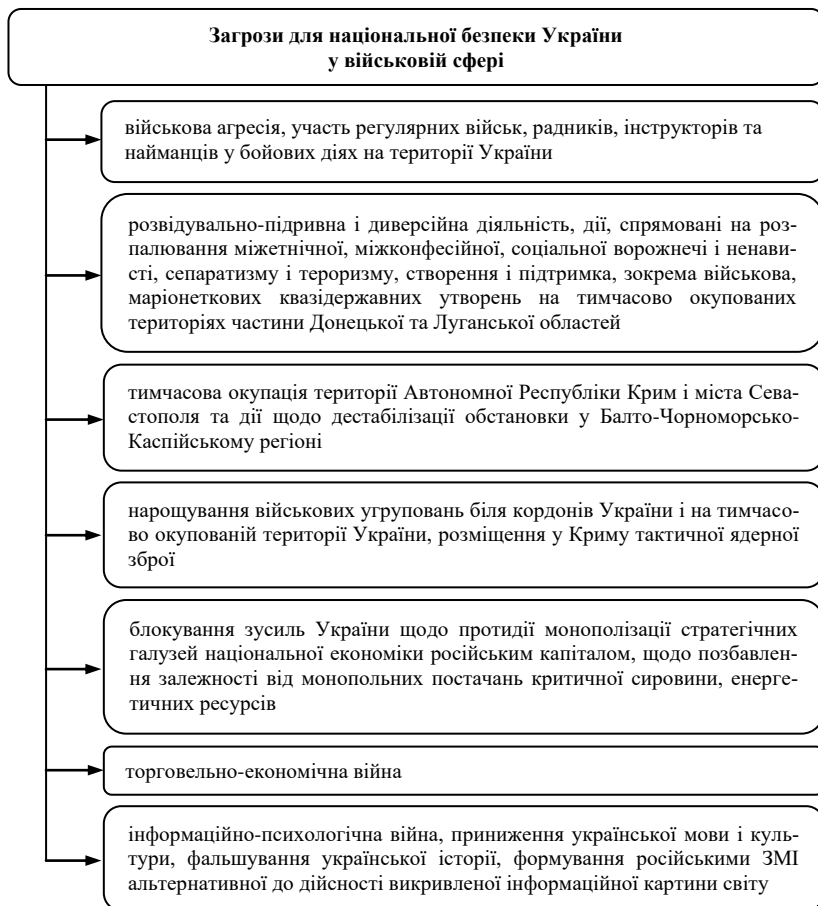 Загрози для національної безпеки України
у військовій сфері
військова агресія, участь регулярних військ, радників, інструкторів та
найманців у бойових діях на території України
розвідувально-підривна і диверсійна діяльність, дії, спрямовані на роз-
палювання міжетнічної, міжконфесійної, соціальної ворожнечі і ненави-
сті, сепаратизму і тероризму, створення і підтримка, зокрема військова,
маріонеткових квазідержавних утворень на тимчасово окупованих
територіях частини Донецької та Луганської областей
тимчасова окупація території Автономної Республіки Крим і міста Сева-
стополя та дії щодо дестабілізації обстановки у Балто-Чорноморсько-
Каспійському регіоні
нарощування військових угруповань біля кордонів України і на тимчасо-
во окупованій території України, розміщення у Криму тактичної ядерної
зброї
блокування зусиль України щодо протидії монополізації стратегічних
галузей національної економіки російським капіталом, щодо позбавлен-
ня залежності від монопольних постачань критичної сировини, енерге-
тичних ресурсів
торговельно-економічна війна
інформаційно-психологічна війна, приниження української мови і куль-
тури, фальшування української історії, формування російськими ЗМІ
альтернативної до дійсності викривленої інформаційної картини світу